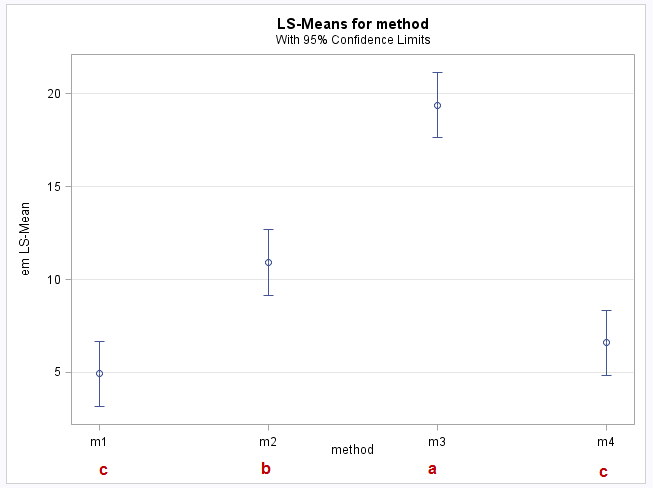 LS-Means for method
With 95% Confidence Limits
em LS-Mean
20
15
10
5
m1 m2 m3 m4
method
c b a c